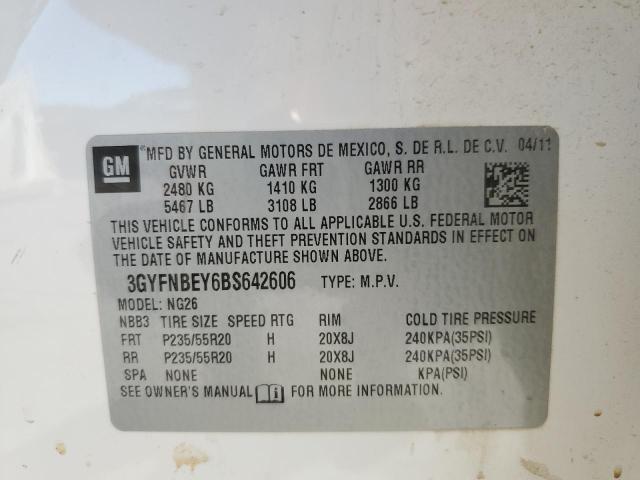 GM ®MFD BY GENERAL MOTORS DE MEXICO, S. DE R.L. DE C.V. 04/11
GVWR GAWR FRT GAWR RR
2480 KG 1410 KG 1300 KG
5467 LB 3108 LB 2866 LB
THIS VEHICLE CONFORMS TO ALL APPLICABLE U.S. FEDERAL MOTOR
VEHICLE SAFETY AND THEFT PREVENTION STANDARDS IN EFFECT ON
THE DATE OF MANUFACTURE SHOWN ABOVE.
3GYFNBEY6BS642606 TYPE: M.P.V.
MODEL: NG26
NBB3 TIRE SIZE SPEED RTG RIM COLD TIRE PRESSURE
FRT P235/55R20 H 20X8J 240KPA(35PSI)
RR P235/55R20 H 20X8J 240KPA(35PSI)
SPA NONE NONE KPA(PSI)
SEE OWNER'S MANUAL FOR MORE INFORMATION.